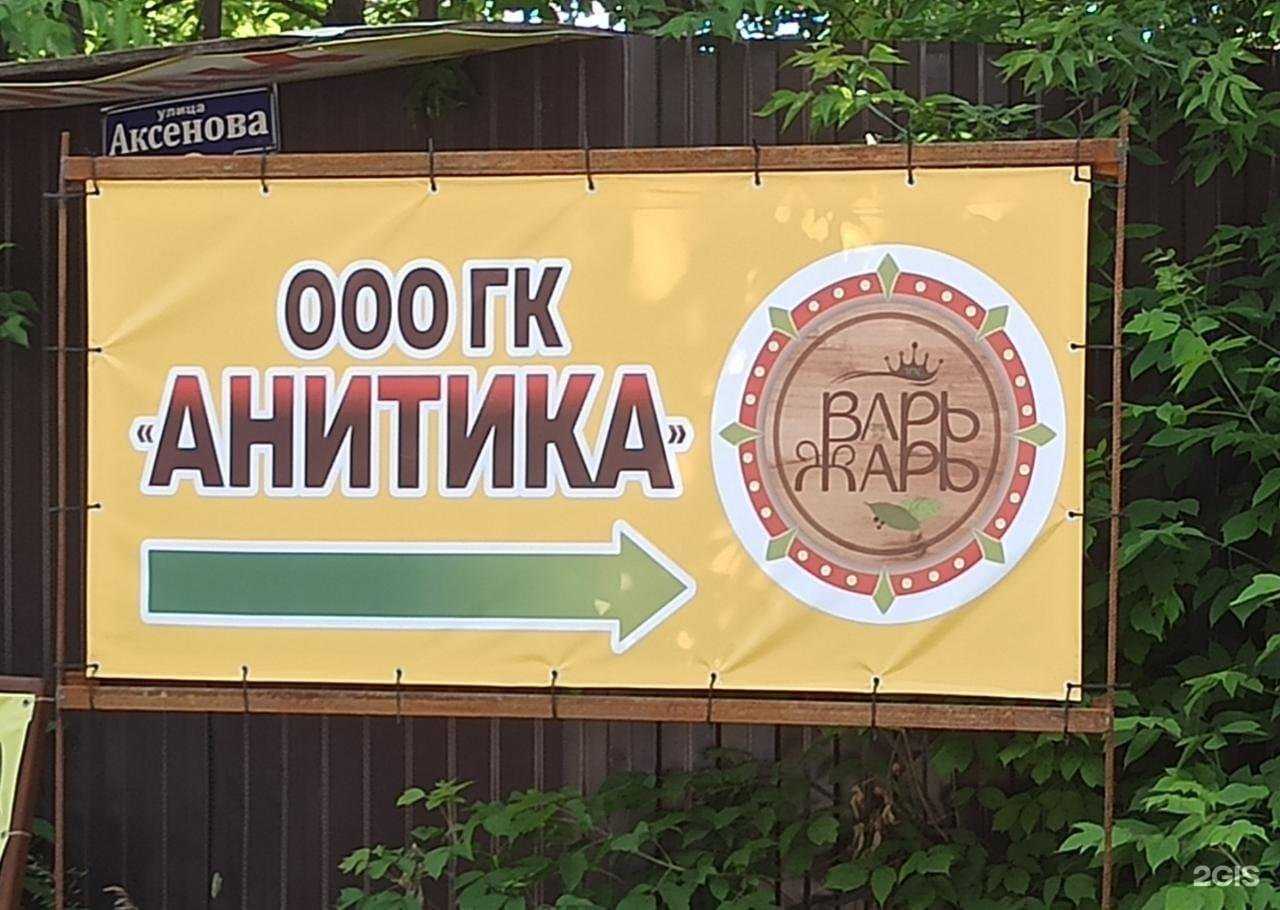 улица
Аксенова
ООО ГК
«АНИТИКА»
ВАРЬ
ЖАРЬ
2GIS